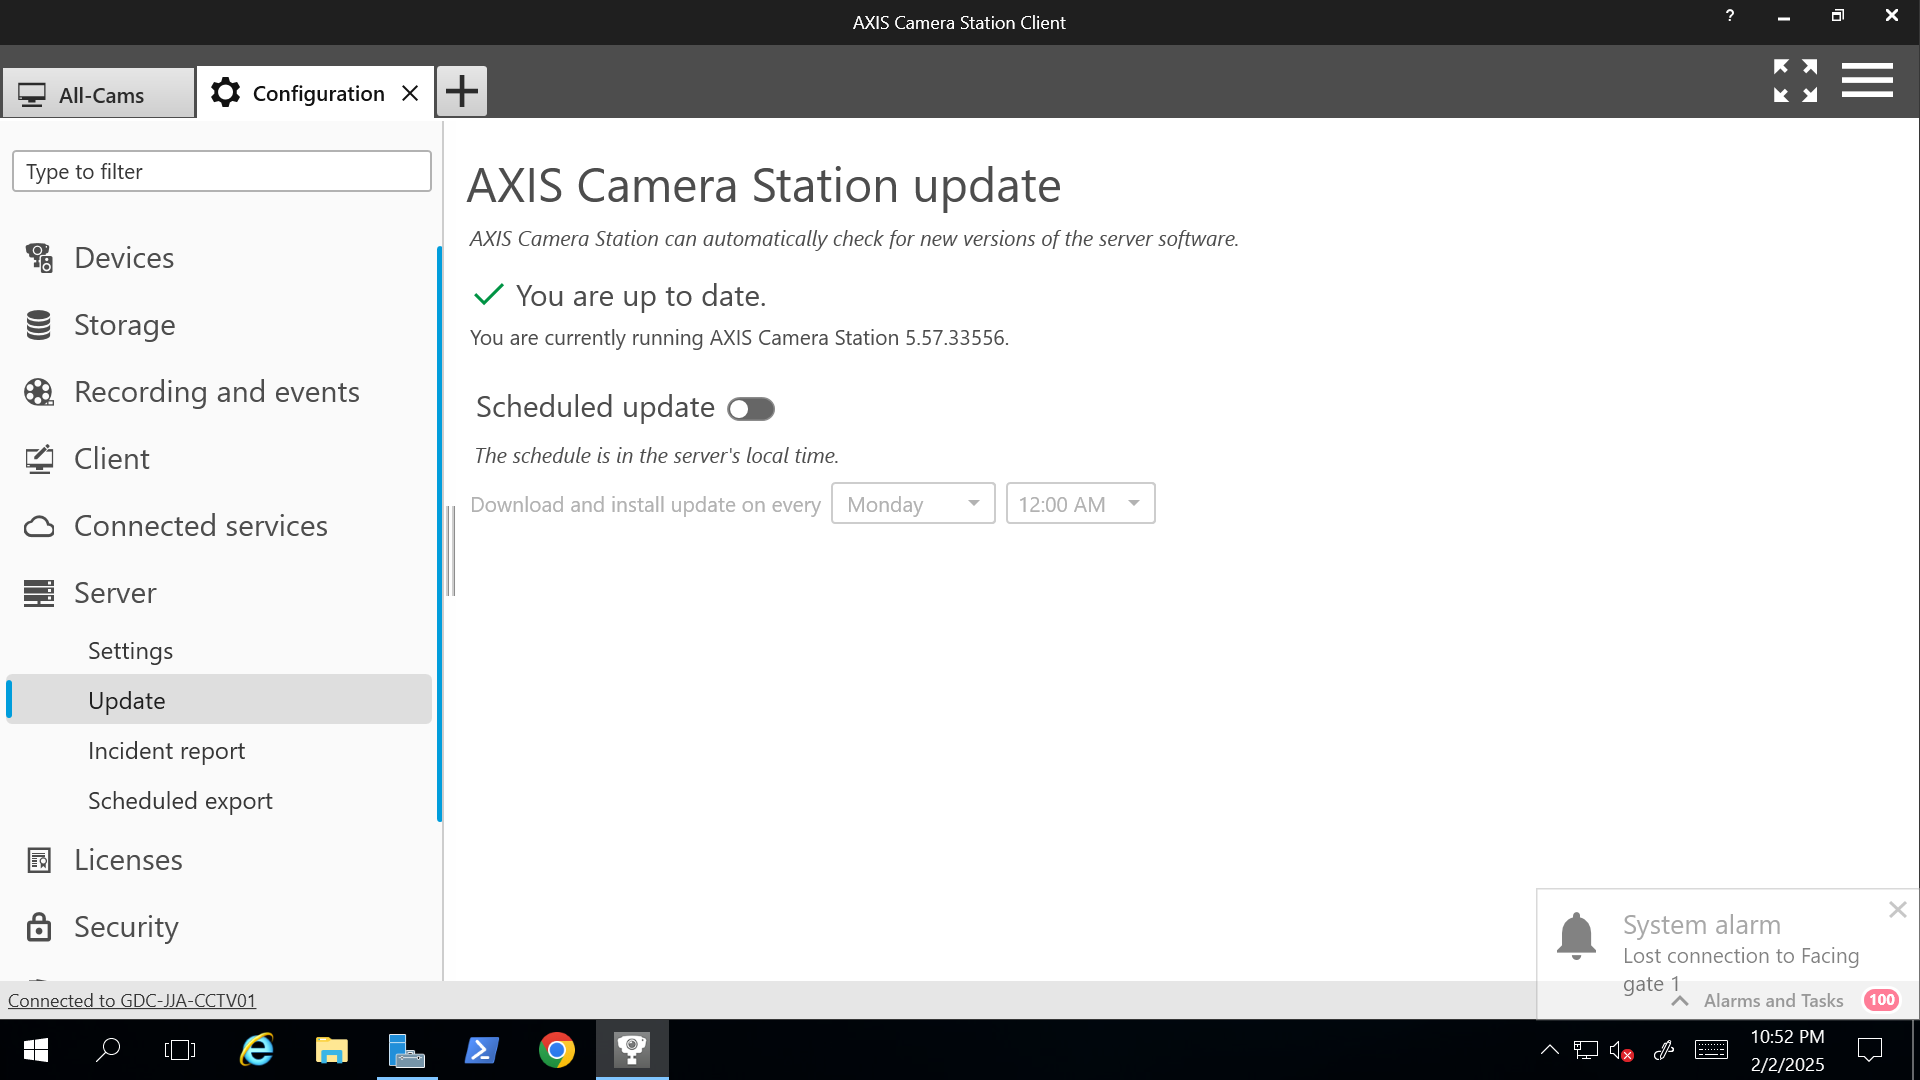 AXIS Camera Station Client
?
All-Cams
Configuration
Type to filter
Devices
Storage
Recording and events
Client
Connected services
Server
Settings
Update
Incident report
Scheduled export
Licenses
Security
AXIS Camera Station update
AXIS Camera Station can automatically check for new versions of the server software.
You are up to date.
You are currently running AXIS Camera Station 5.57.33556.
Scheduled update
The schedule is in the server's local time.
Download and install update on every Monday 12:00 AM
System alarm
Lost connection to Facing
gate 1
Connected to GDC-JJA-CCTV01
Alarms and Tasks 100
10:52 PM
2/2/2025